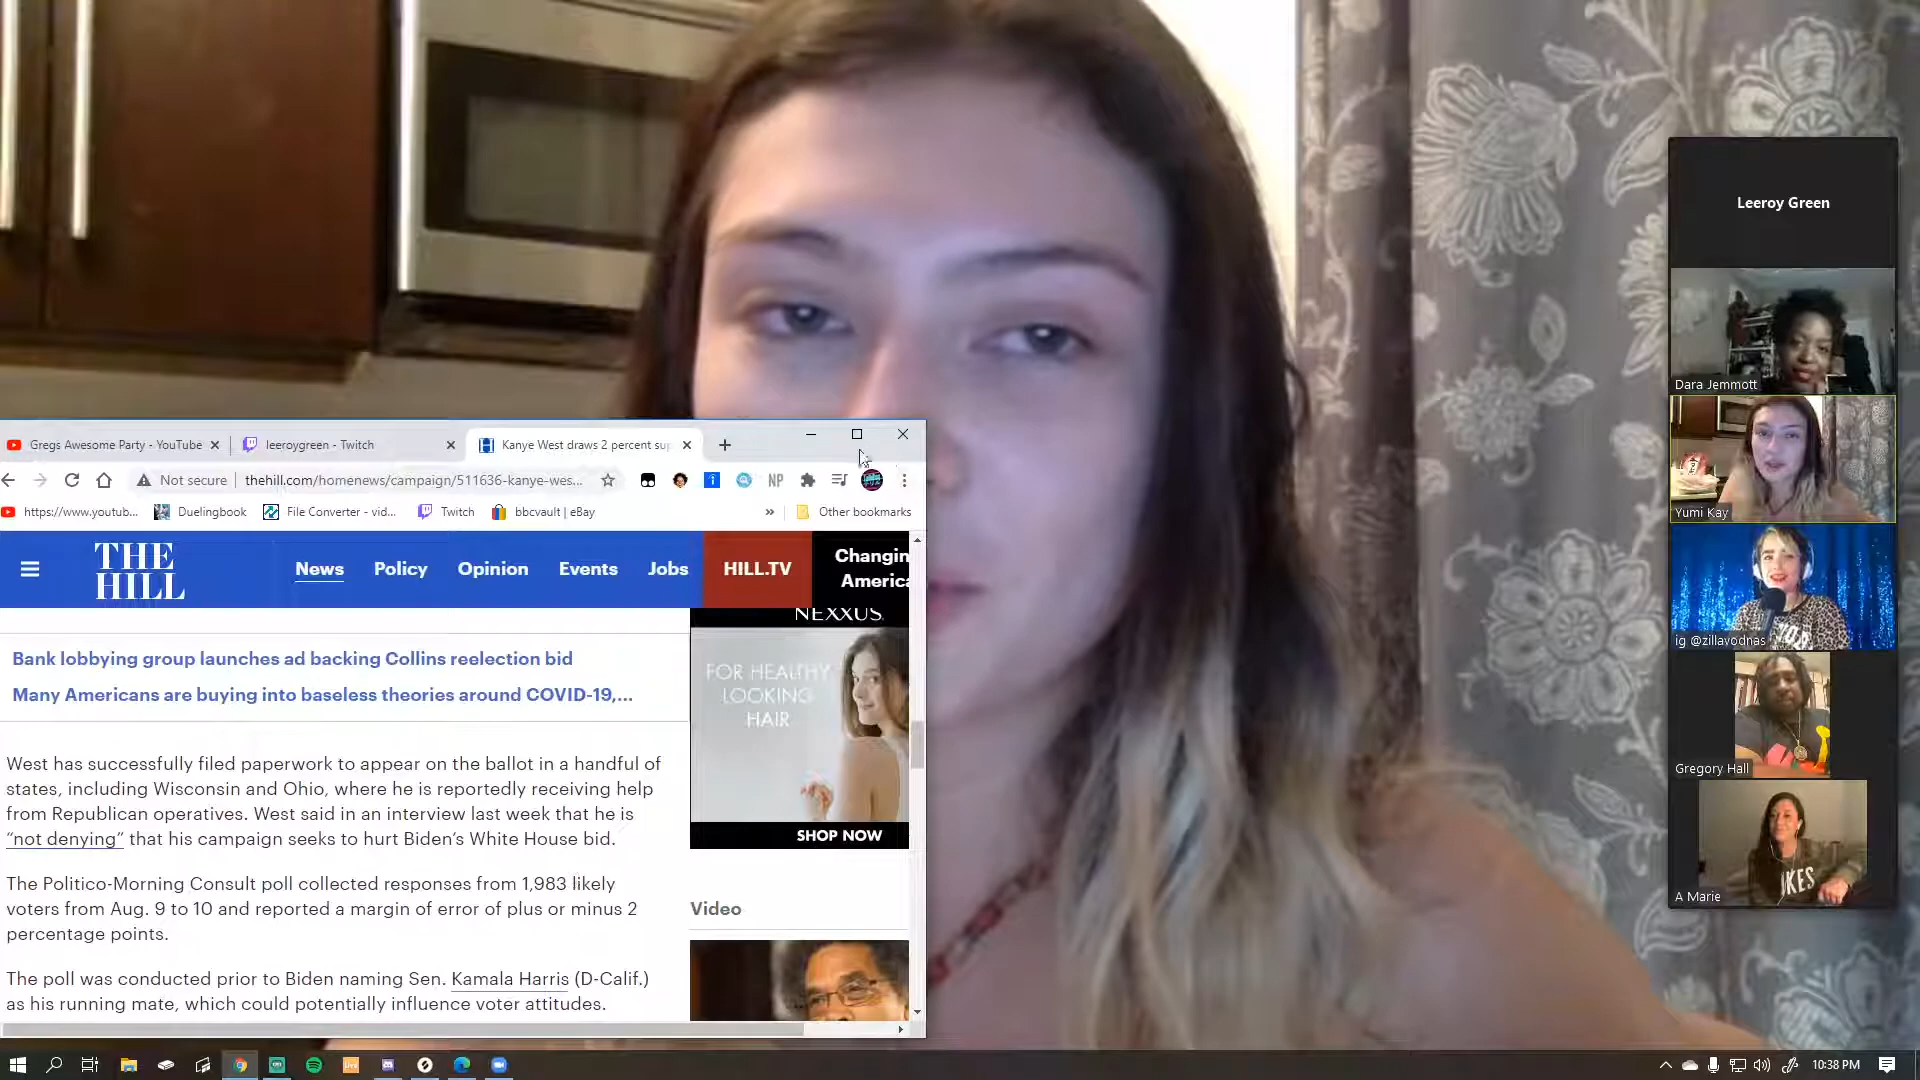 Leeroy Green
Dara Jemmott
Yumi Kay
ig @zillavodnas
Gregory Hall
A Marie
Gregs Awesome Party - YouTube
leeroygreen - Twitch
Kanye West draws 2 percent sup
Not secure
thehill.com/homenews/campaign/511636-kanye-wes...
NP
https://www.youtub...
Duelingbook
File Converter - vid...
Twitch
bbcvault | eBay
»
Other bookmarks
THE
HILL
News
Policy
Opinion
Events
Jobs
HILL.TV
Changin
America
NEXXUS.
FOR HEALTHY
LOOKING
HAIR
SHOP NOW
Bank lobbying group launches ad backing Collins reelection bid
Many Americans are buying into baseless theories around COVID-19,...
West has successfully filed paperwork to appear on the ballot in a handful of
states, including Wisconsin and Ohio, where he is reportedly receiving help
from Republican operatives. West said in an interview last week that he is
“not denying” that his campaign seeks to hurt Biden’s White House bid.
The Politico-Morning Consult poll collected responses from 1,983 likely
voters from Aug. 9 to 10 and reported a margin of error of plus or minus 2
percentage points.
The poll was conducted prior to Biden naming Sen. Kamala Harris (D-Calif.)
as his running mate, which could potentially influence voter attitudes.
Video
10:38 PM